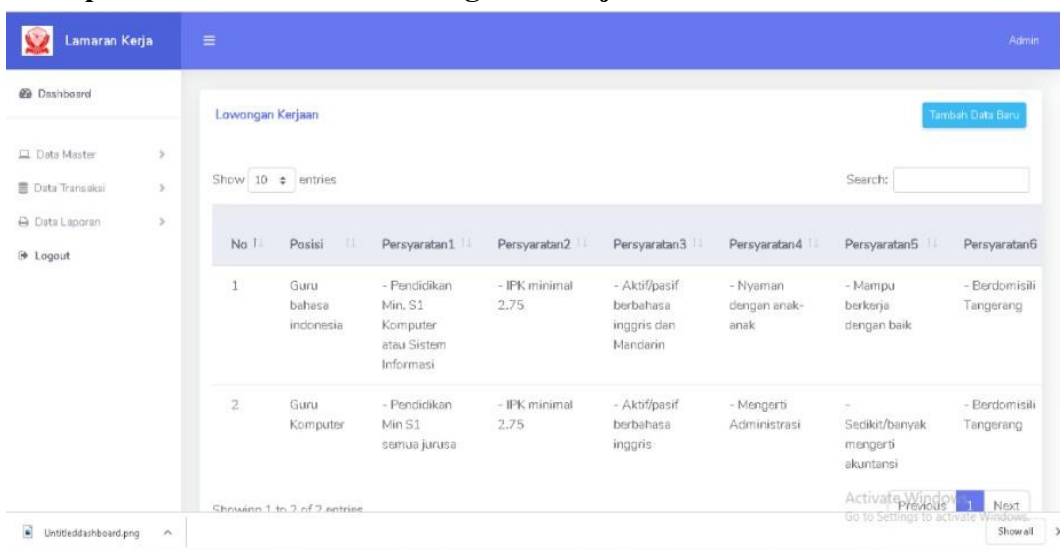 Lamaran Kerja
Admin
Dashboard
Lowongan Kerjaan
Tambah Data Baru
Data Master
Data Transaksi
Data Laporan
Logout
Show 10 entries
Search:
No Posisi Persyaratan1 Persyaratan2 Persyaratan3 Persyaratan4 Persyaratan5 Persyaratan6
1 Guru - Pendidikan - IPK minimal - Aktif/pasif - Nyaman - Mampu - Berdomisili
bahasa Min. S1 2.75 berbahasa dengan anak- berkerja Tangerang
indonesia Komputer inggris dan anak dengan baik
atau Sistem Mandarin
Informasi
2 Guru - Pendidikan - IPK minimal - Aktif/pasif - Mengerti - - Berdomisili
Komputer Min S1 2.75 berbahasa Administrasi Sedikit/banyak Tangerang
semua jurusa inggris mengerti
akuntansi
Showing 1 to 2 of 2 entries
Previous 1 Next
Activate Windows
Go to Settings to activate Windows.
Untitleddashboard.png
Show all